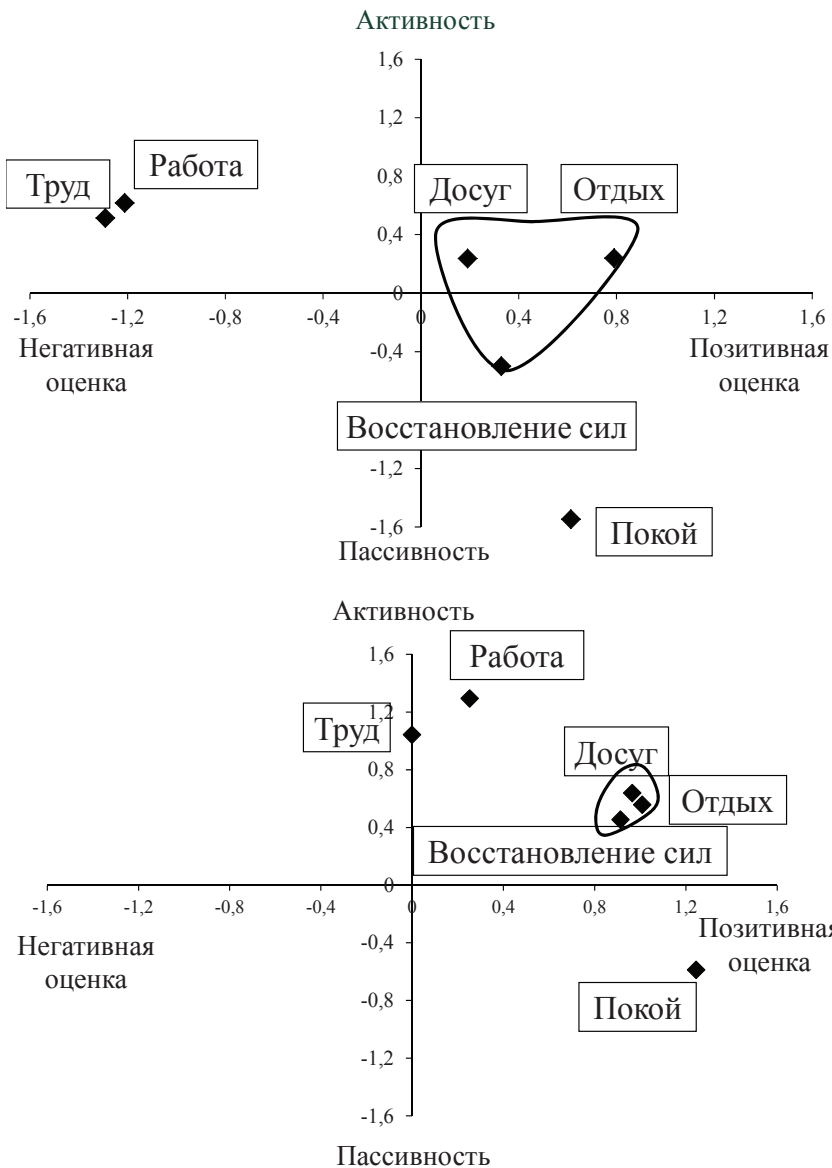 Активность
1,6
1,2
Работа
Труд
0,8
Досуг
Отдых
0,4
0
-1,6
-1,2
-0,8
-0,4
0
0,4
0,8
1,2
1,6
Негативная
оценка
-0,4
Позитивная
оценка
Восстановление сил
-1,2
-1,6
Покой
Пассивность
Активность
1,6
Работа
1,2
Труд
0,8
Досуг
Отдых
0,4
Восстановление сил
0
-1,6
-1,2
-0,8
-0,4
0
0,4
0,8
1,2
1,6
Негативная
оценка
-0,4
Позитивная
оценка
-0,8
Покой
-1,2
-1,6
Пассивность